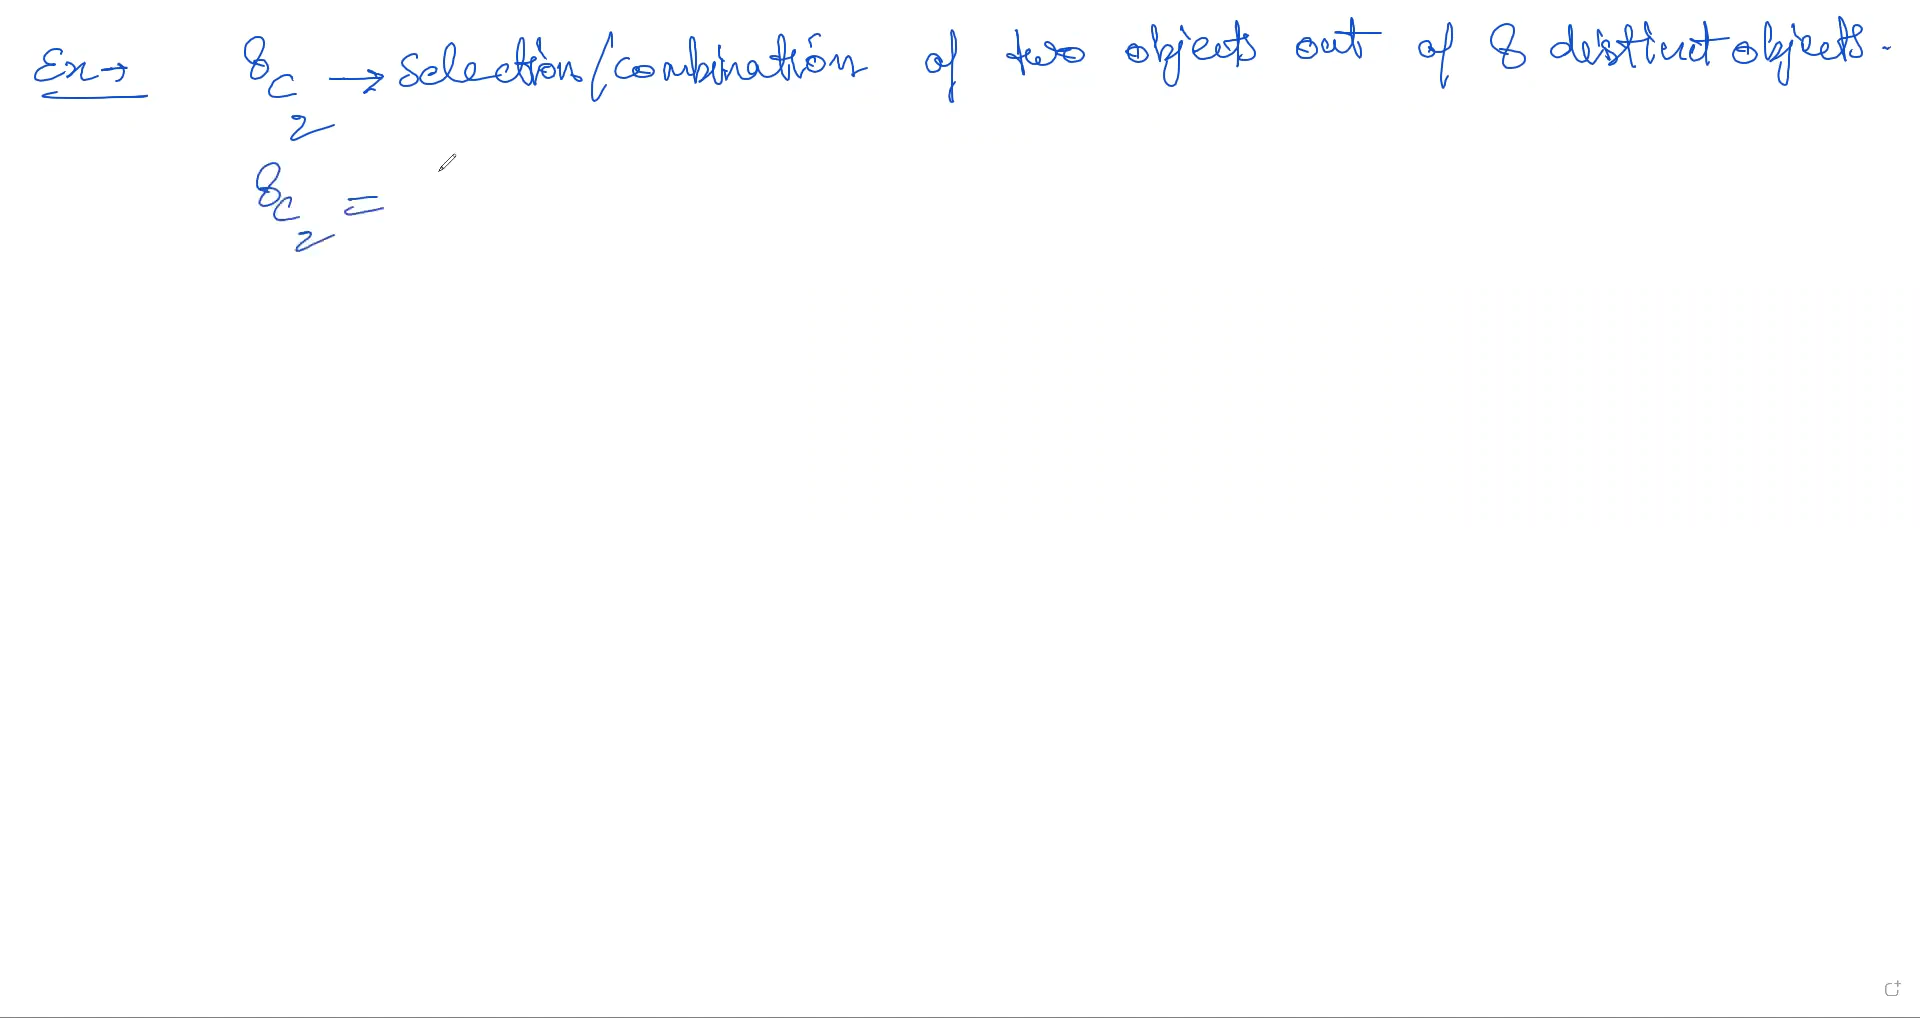 Ex→ 8C2 → selection/combination of two objects out of 8 distinct objects.
8C2 =